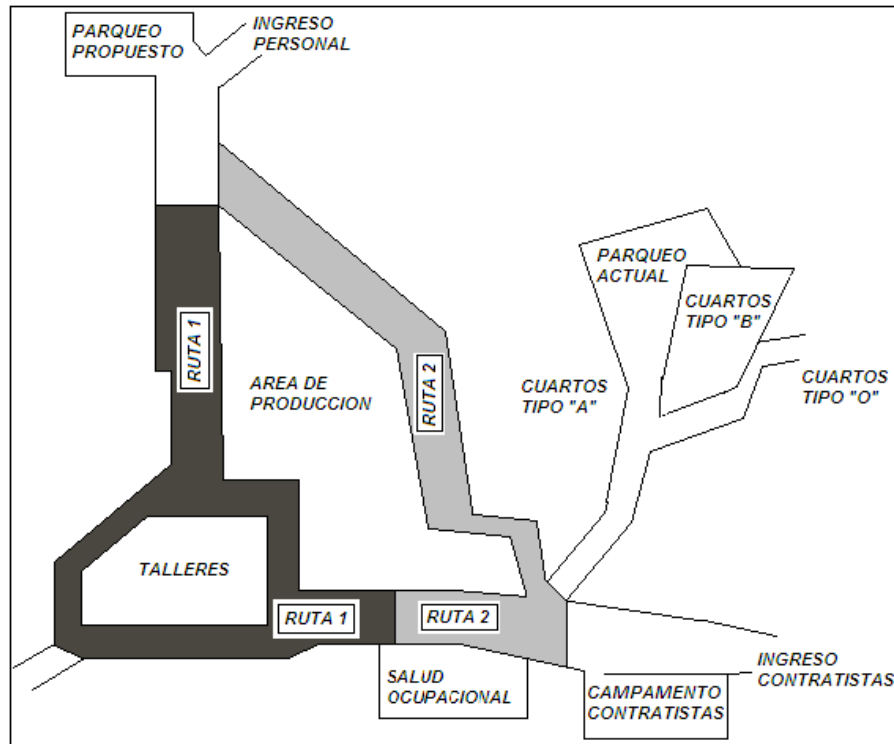 PARQUEO
PROPUESTO
INGRESO
PERSONAL
PARQUEO
ACTUAL
CUARTOS
TIPO "B"
RUTA 1
AREA DE
PRODUCCION
RUTA 2
CUARTOS
TIPO "A"
CUARTOS
TIPO "O"
TALLERES
RUTA 1
RUTA 2
SALUD
OCUPACIONAL
CAMPAMENTO
CONTRATISTAS
INGRESO
CONTRATISTAS